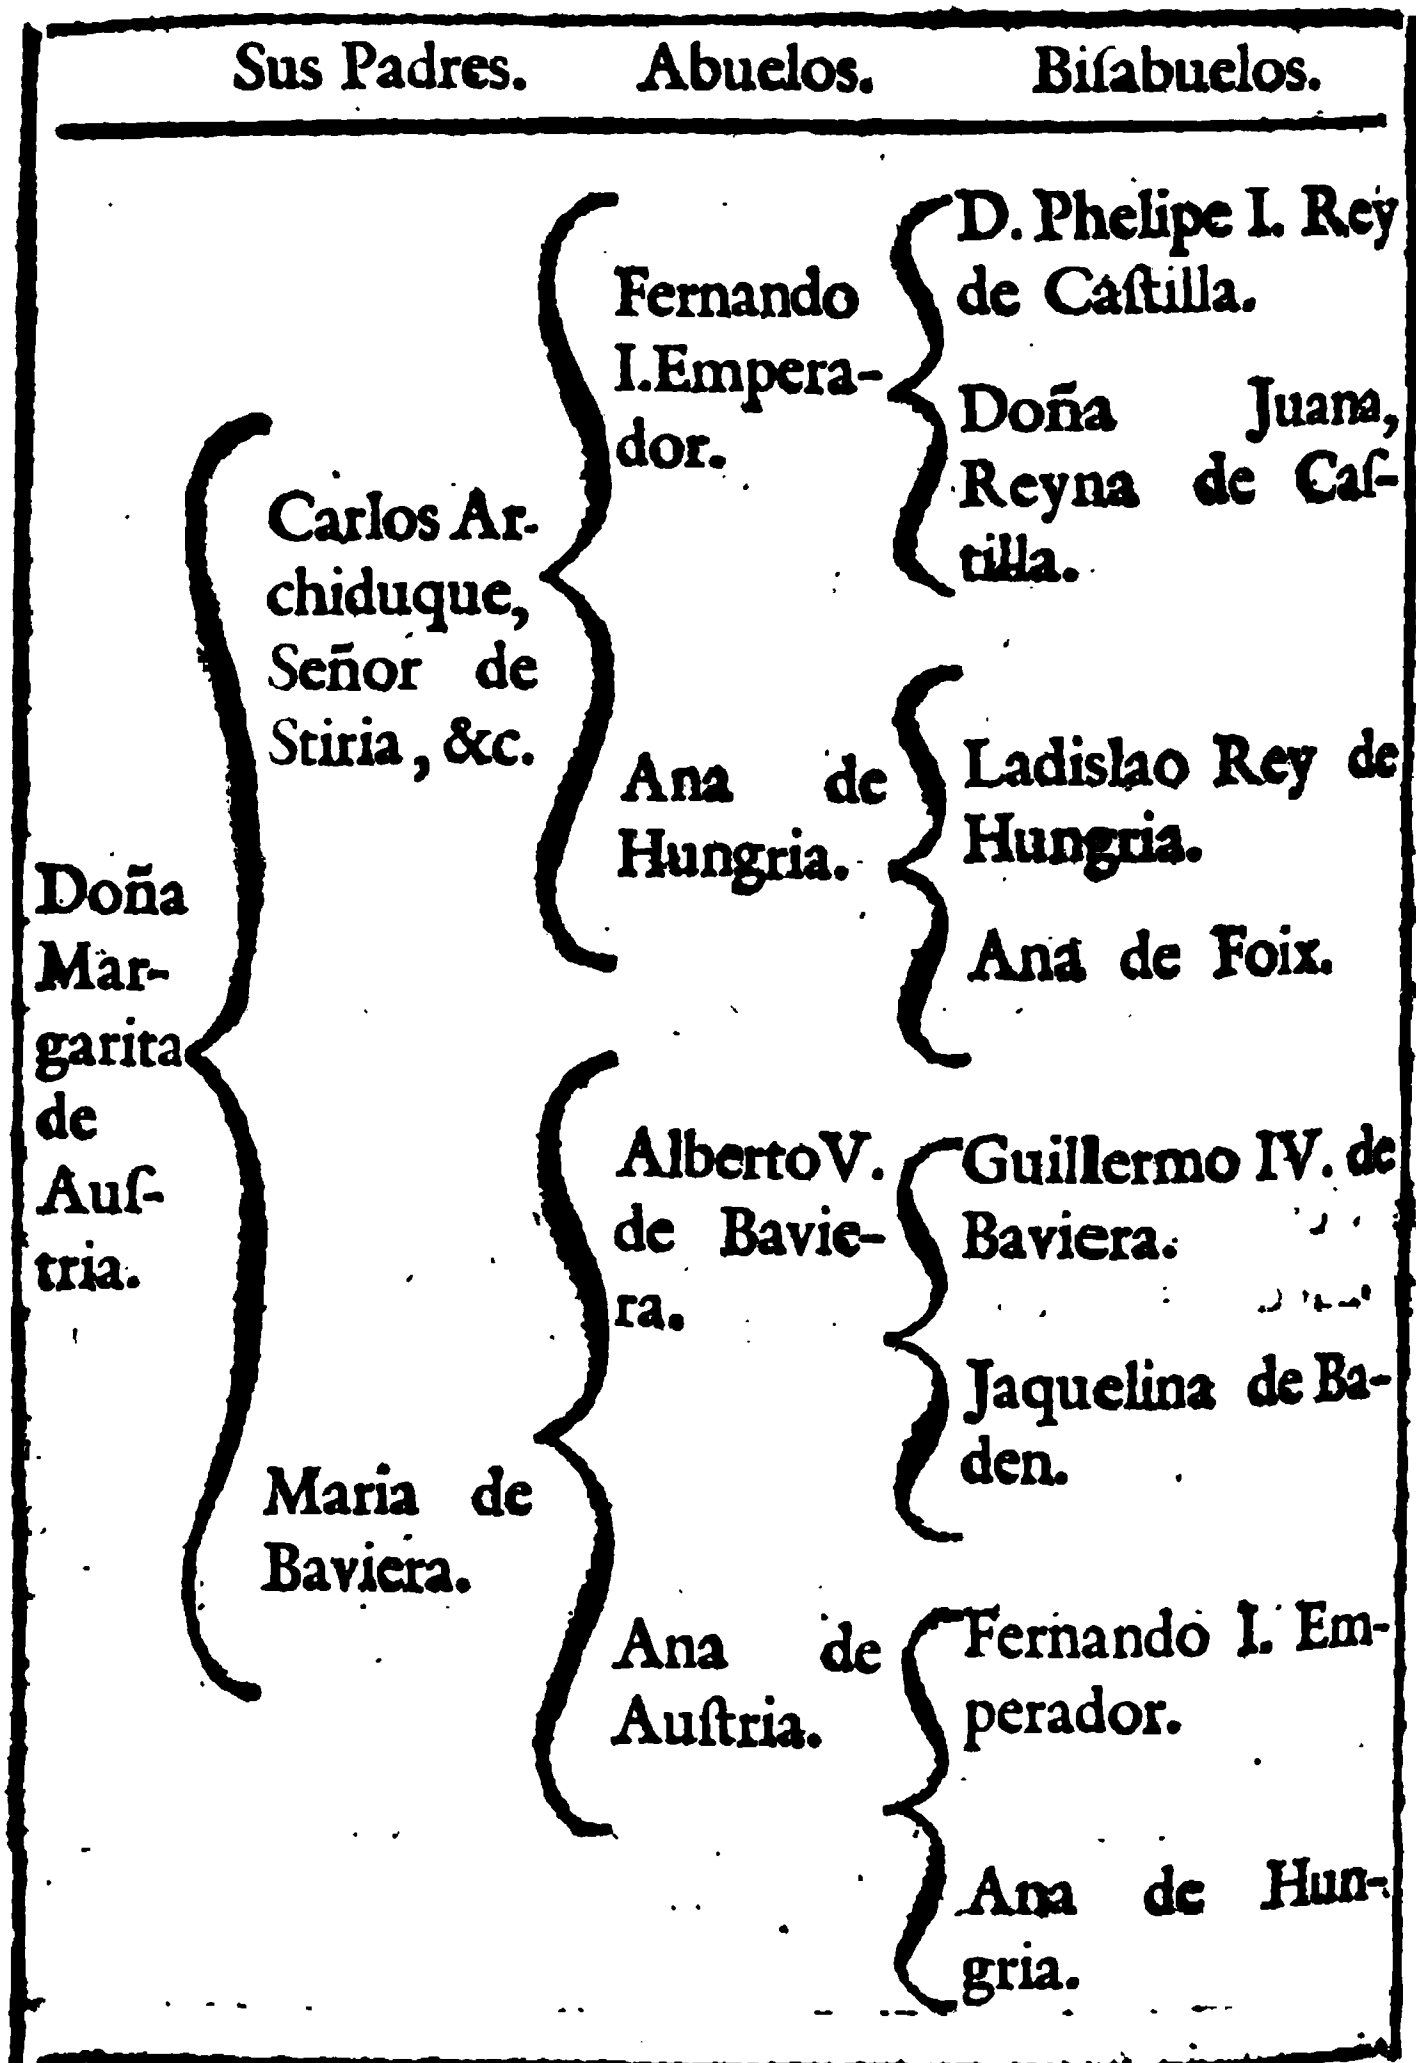 Sus Padres. Abuelos. Biſabuelos.
Doña
Mar-
garita
de
Auſ-
tria.
Carlos Ar-
chiduque,
Señor de
Stiria, &c.
Maria de
Baviera.
Fernando
I. Empera-
dor.
Ana de
Hungria.
Alberto V.
de Bavie-
ra.
Ana de
Auſtria.
D. Phelipe I. Rey
de Caſtilla.
Doña Juana,
Reyna de Caſ-
tilla.
Ladislao Rey de
Hungria.
Ana de Foix.
Guillermo IV. de
Baviera.
Jaquelina de Ba-
den.
Fernando I. Em-
perador.
Ana de Hun-
gria.